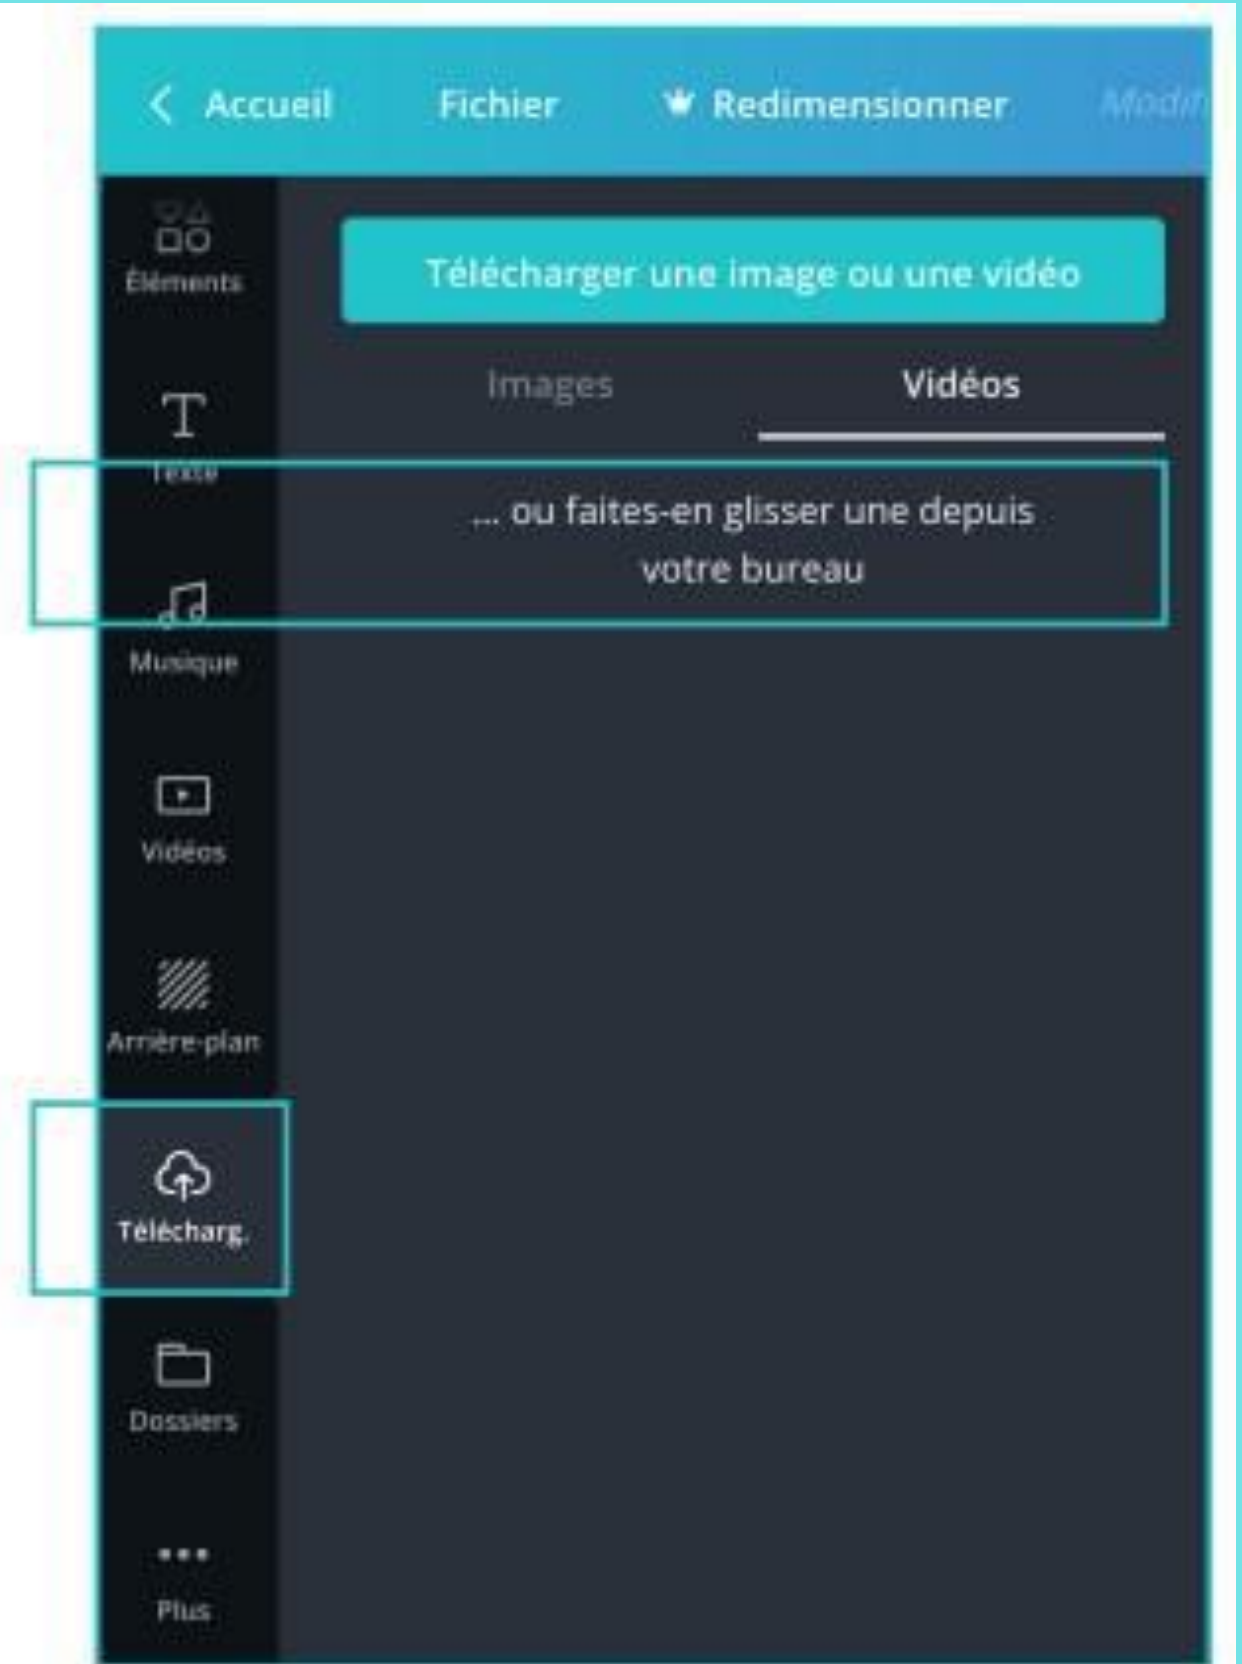 Accueil Fichier Redimensionner
Éléments
Télécharger une image ou une vidéo
Images Vidéos
Texte
... ou faites-en glisser une depuis
votre bureau
Musique
Vidéos
Arrière-plan
Télécharg.
Dossiers
Plus